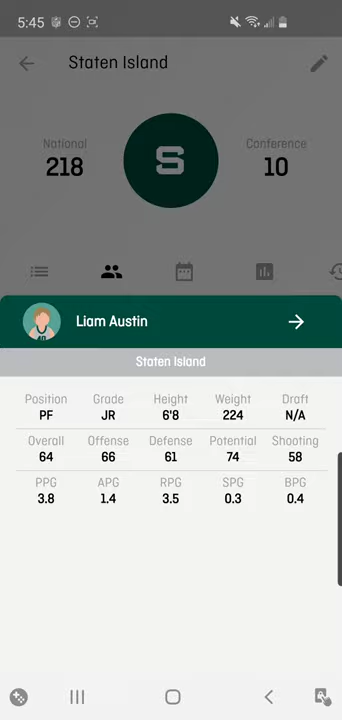 5:45
Staten Island
National Conference
218 S 10
Liam Austin
Staten Island
Position Grade Height Weight Draft
PF JR 6'8 224 N/A
Overall Offense Defense Potential Shooting
64 66 61 74 58
PPG APG RPG SPG BPG
3.8 1.4 3.5 0.3 0.4